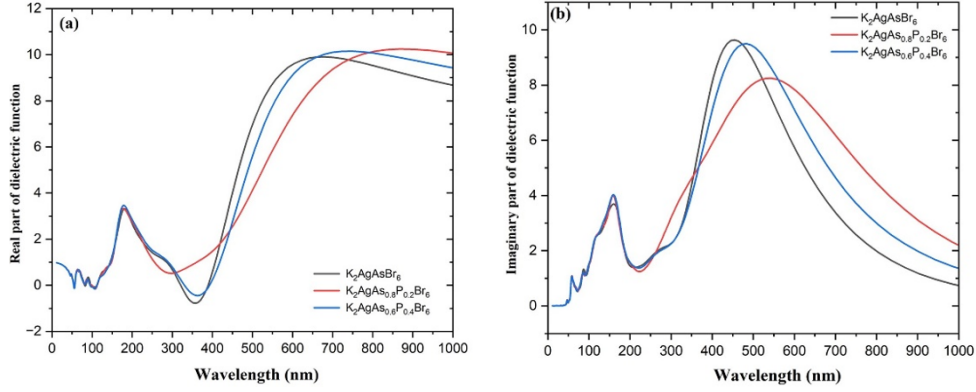 (a)
Real part of dielectric function
12
10
8
6
4
2
0
−2
K₂AgAsBr₆
K₂AgAs₀.₈P₀.₂Br₆
K₂AgAs₀.₆P₀.₄Br₆
0 100 200 300 400 500 600 700 800 900 1000
Wavelength (nm)
(b)
Imaginary part of dielectric function
10
8
6
4
2
0
K₂AgAsBr₆
K₂AgAs₀.₈P₀.₂Br₆
K₂AgAs₀.₆P₀.₄Br₆
0 100 200 300 400 500 600 700 800 900 1000
Wavelength (nm)